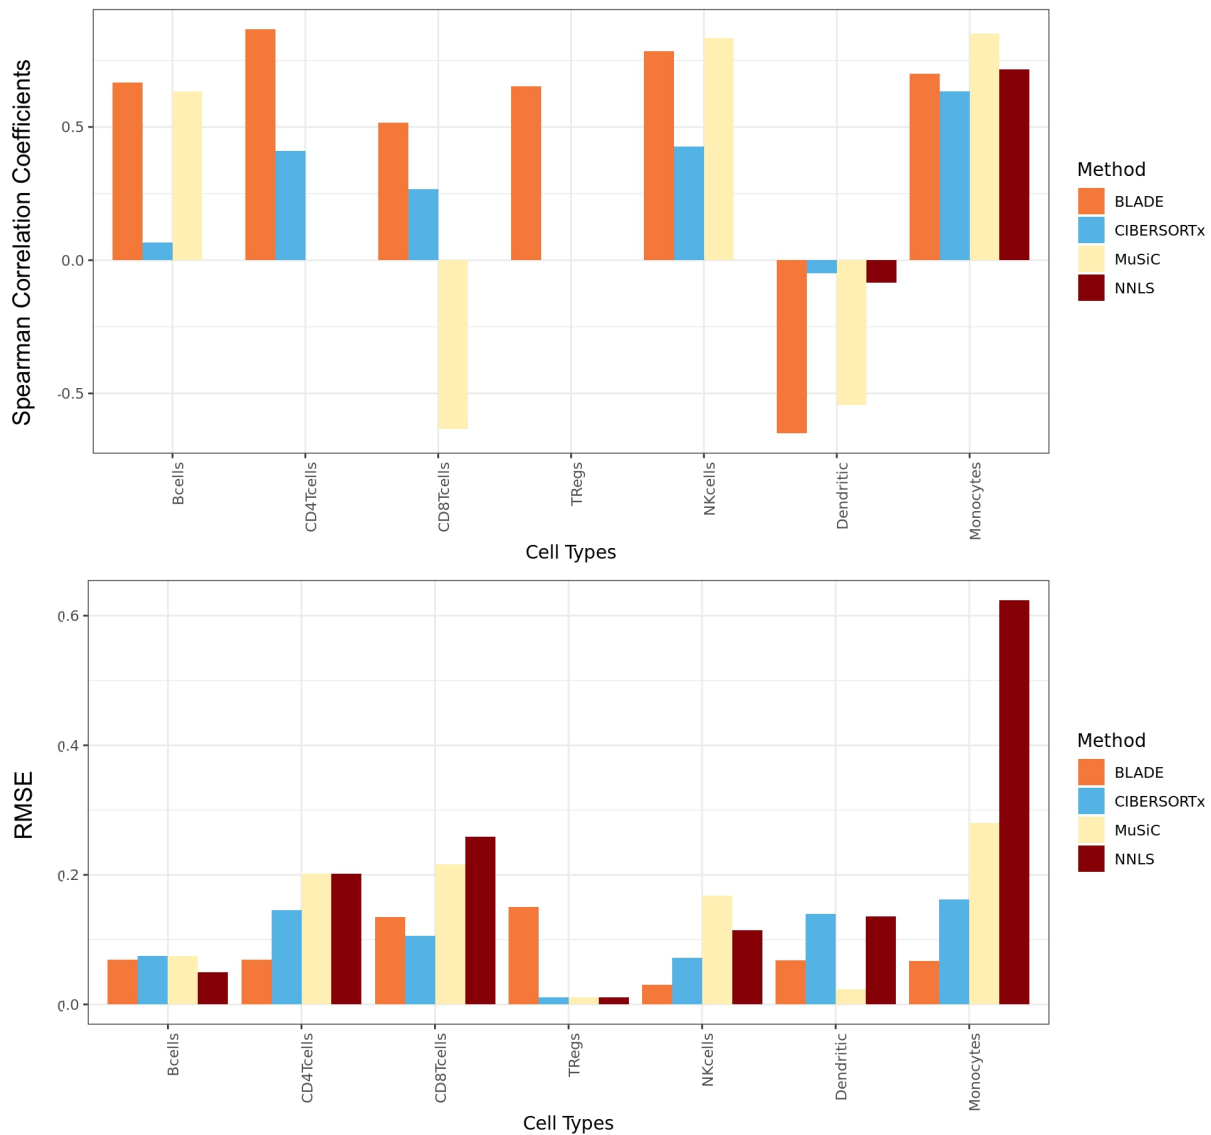 Spearman Correlation Coefficients
0.5
0.0
-0.5
Bcells
CD4Tcells
CD8Tcells
TRegs
NKcells
Dendritic
Monocytes
Cell Types
Method
BLADE
CIBERSORTx
MuSiC
NNLS
RMSE
0.6
0.4
0.2
0.0
Bcells
CD4Tcells
CD8Tcells
TRegs
NKcells
Dendritic
Monocytes
Cell Types
Method
BLADE
CIBERSORTx
MuSiC
NNLS